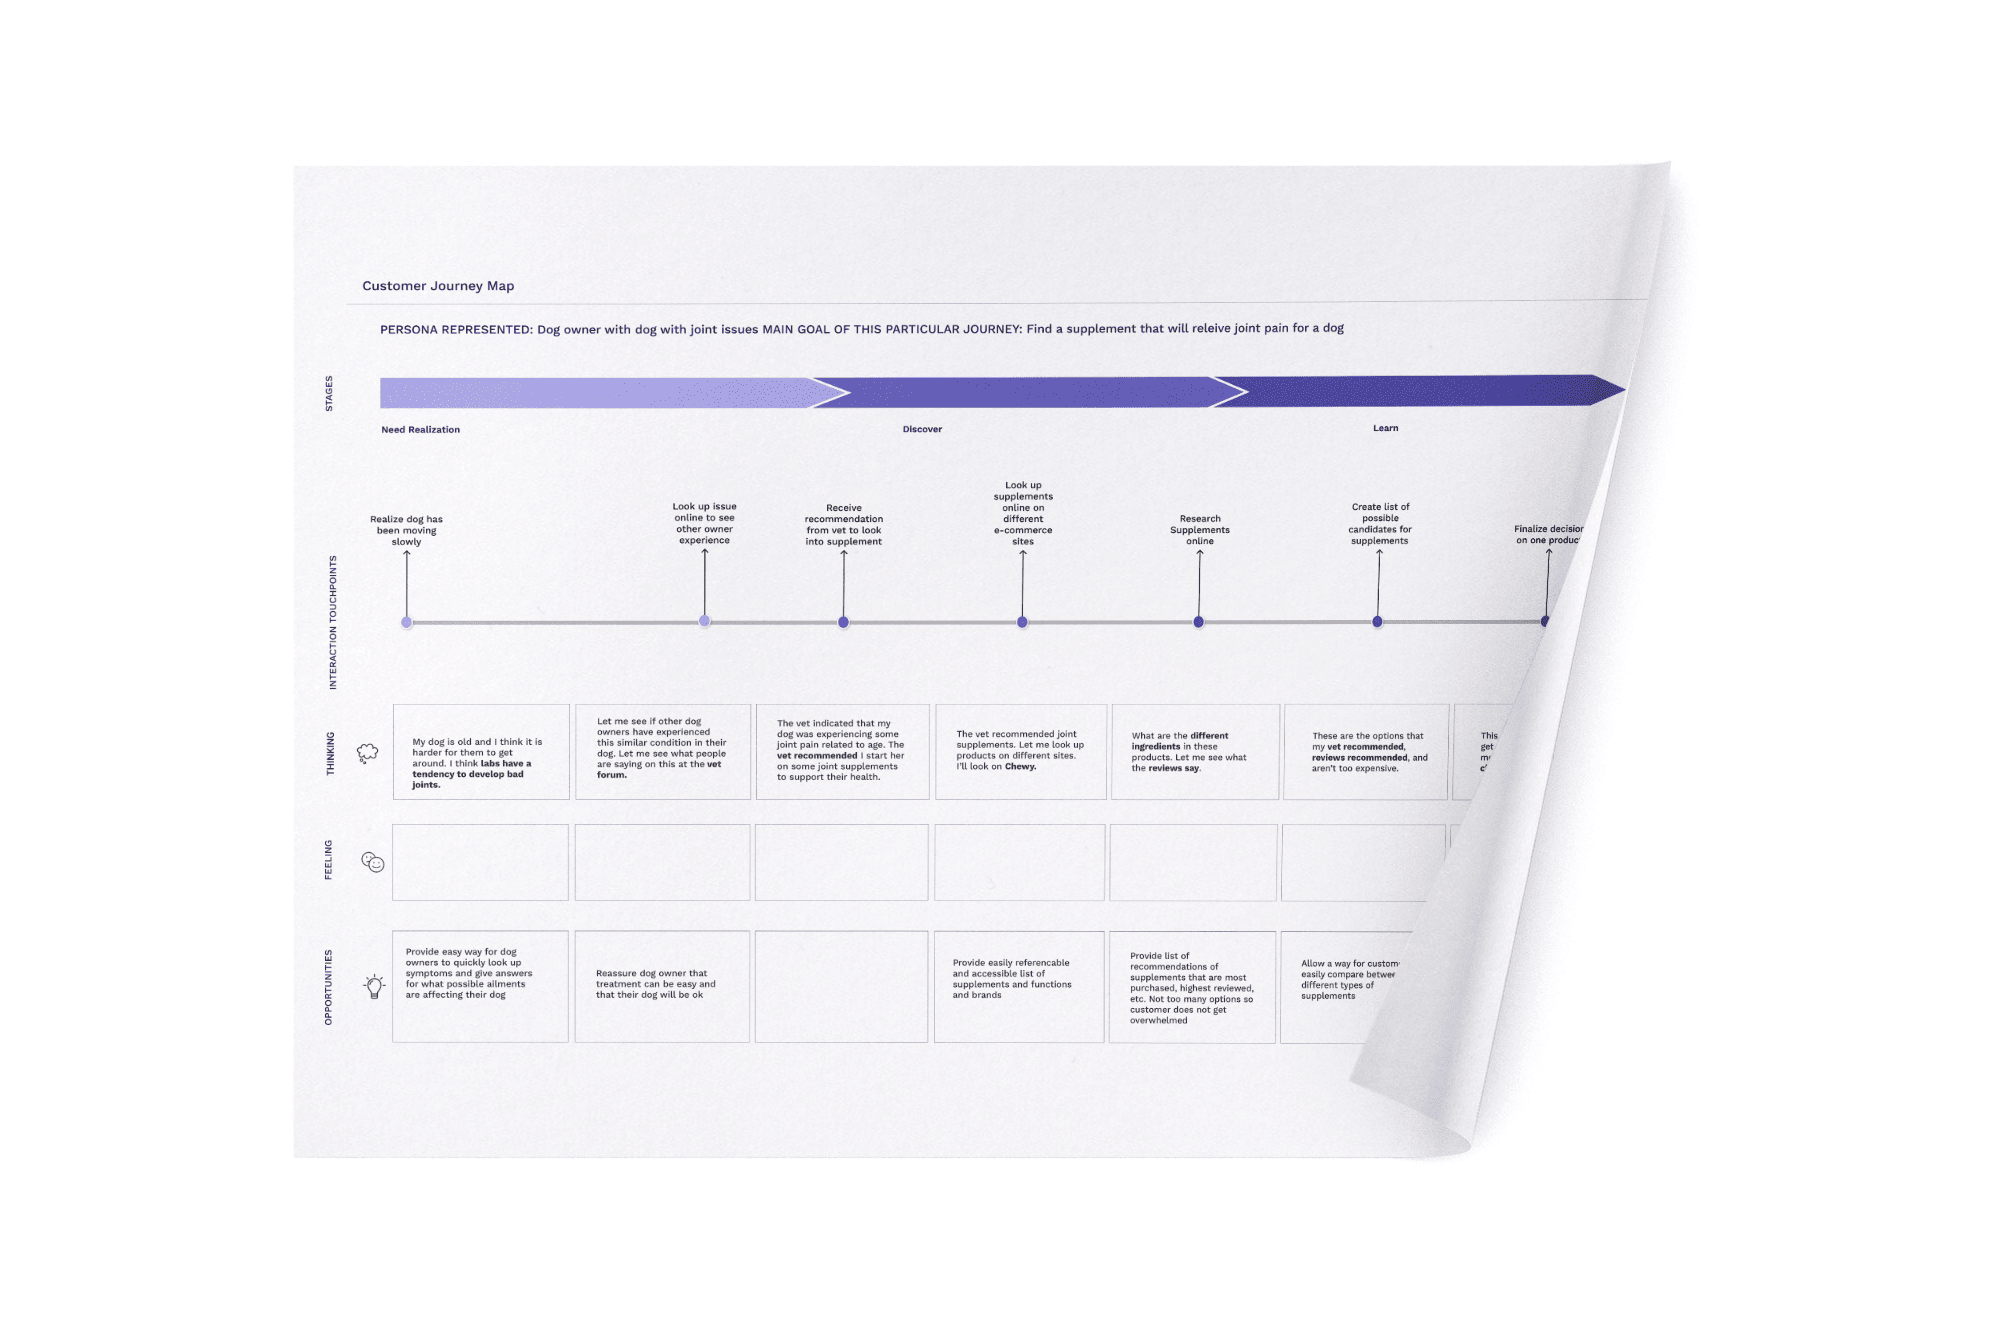 Customer Journey Map
PERSONA REPRESENTED: Dog owner with dog with joint issues MAIN GOAL OF THIS PARTICULAR JOURNEY: Find a supplement that will releive joint pain for a dog
STAGES
Need Realization
Discover
Learn
INTERACTION TOUCHPOINTS
Realize dog has
been moving
slowly
Look up issue
online to see
other owner
experience
Receive
recommendation
from vet to look
into supplement
Look up
supplements
online on
different
e-commerce
sites
Research
Supplements
online
Create list of
possible
candidates for
supplements
Finalize decision
on one product
THINKING
My dog is old and I think it is
harder for them to get
around. I think labs have a
tendency to develop bad
joints.
Let me see if other dog
owners have experienced
this similar condition in their
dog. Let me see what people
are saying on this at the vet
forum.
The vet indicated that my
dog was experiencing some
joint pain related to age. The
vet recommended I start her
on some joint supplements
to support their health.
The vet recommended joint
supplements. Let me look up
products on different sites.
I'll look on Chewy.
What are the different
ingredients in these
products. Let me see what
the reviews say.
These are the options that
my vet recommended,
reviews recommended, and
aren't too expensive.
This
get
FEELING
OPPORTUNITIES
Provide easy way for dog
owners to quickly look up
symptoms and give answers
for what possible ailments
are affecting their dog
Reassure dog owner that
treatment can be easy and
that their dog will be ok
Provide easily referencable
and accessible list of
supplements and functions
and brands
Provide list of
recommendations of
supplements that are most
purchased, highest reviewed,
etc. Not too many options so
customer does not get
overwhelmed
Allow a way for custom
easily compare between
different types of
supplements